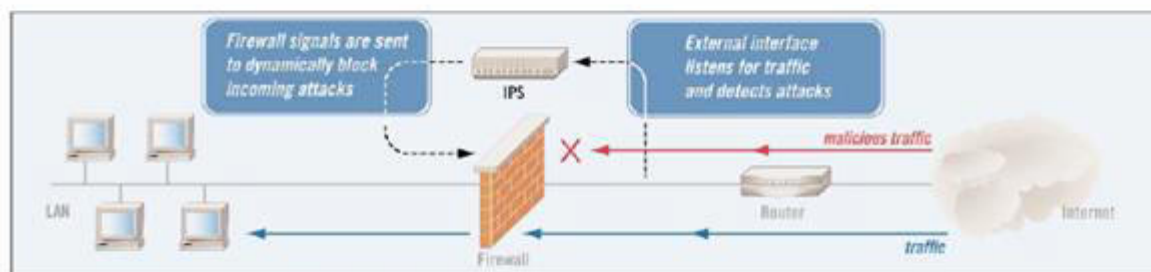 Firewall signals are sent
to dynamically block
incoming attacks
IPS
External interface
listens for traffic
and detects attacks
malicious traffic
LAN
Router
Internet
Firewall
traffic